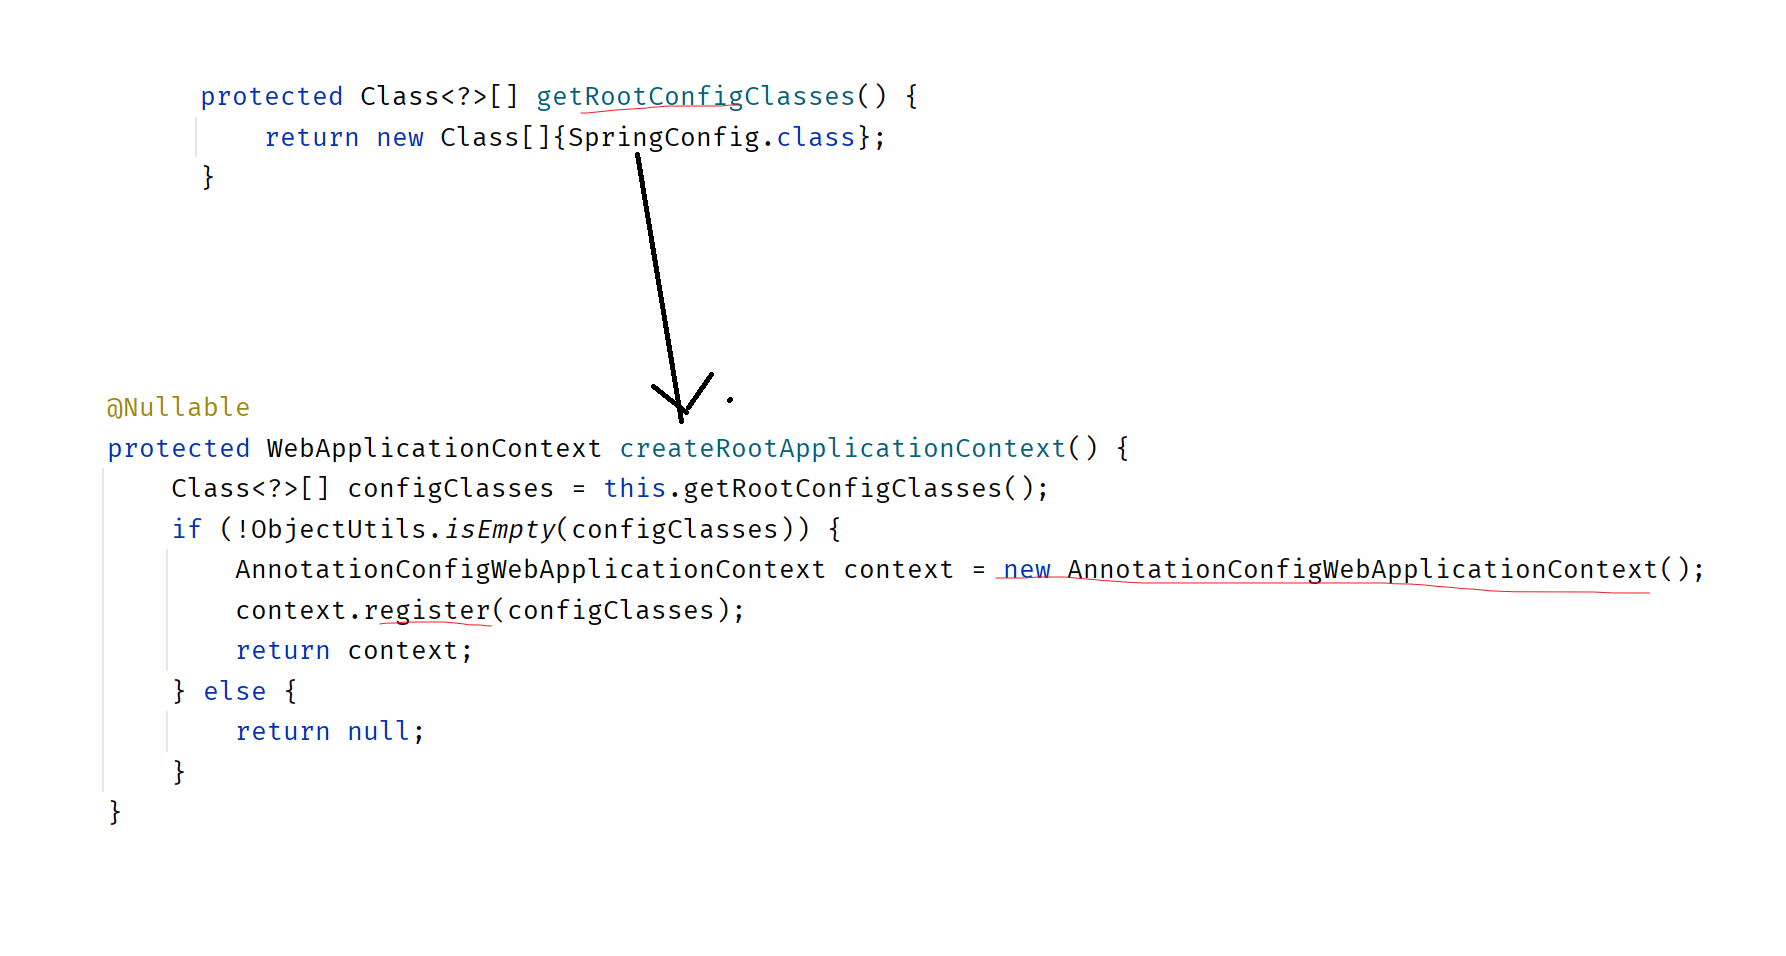 protected Class<?>[] getRootConfigClasses() {
return new Class[]{SpringConfig.class};
}
@Nullable
protected WebApplicationContext createRootApplicationContext() {
Class<?>[] configClasses = this.getRootConfigClasses();
if (!ObjectUtils.isEmpty(configClasses)) {
AnnotationConfigWebApplicationContext context = new AnnotationConfigWebApplicationContext();
context.register(configClasses);
return context;
} else {
return null;
}
}